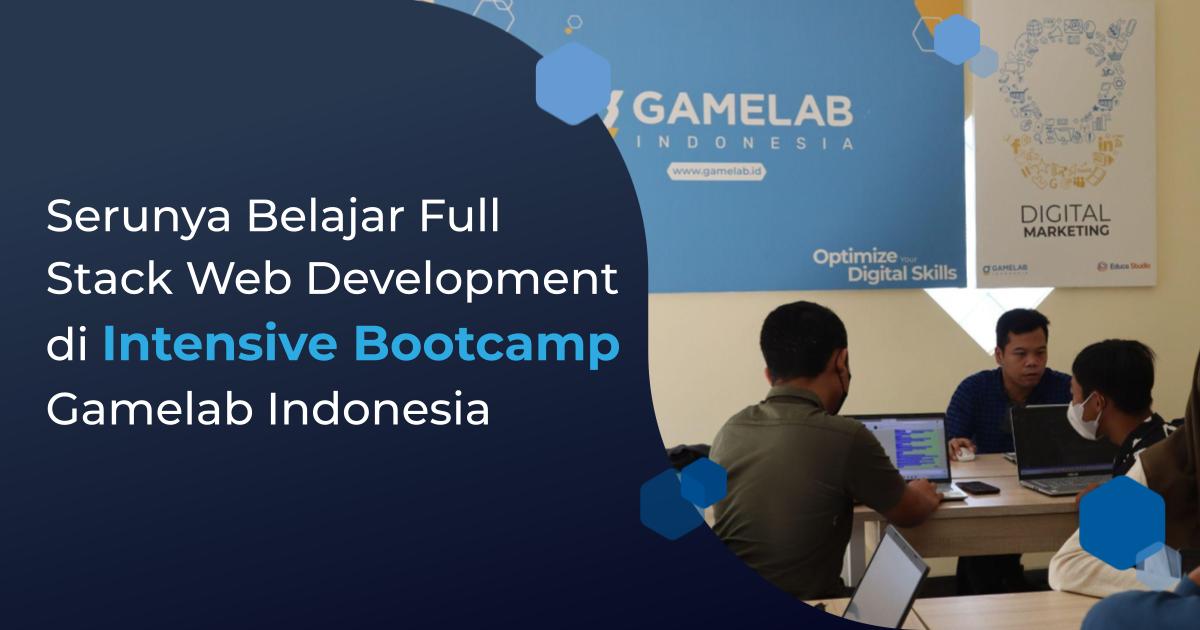 Serunya Belajar Full
Stack Web Development
di Intensive Bootcamp
Gamelab Indonesia
GAMELAB
INDONESIA
www.gamelab.id
Optimize Your
Digital Skills
DIGITAL
MARKETING
GAMELAB
Educa Studio